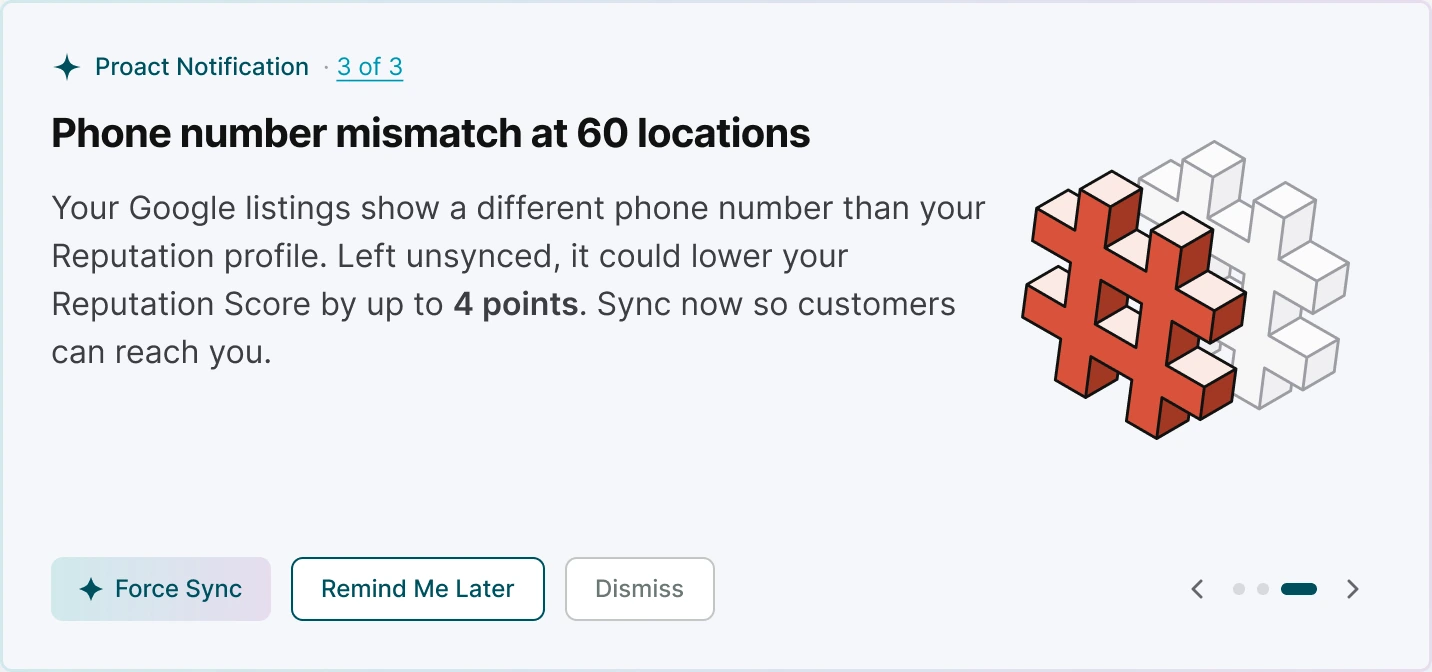 Proact Notification · 3 of 3
Phone number mismatch at 60 locations
Your Google listings show a different phone number than your
Reputation profile. Left unsynced, it could lower your
Reputation Score by up to 4 points. Sync now so customers
can reach you.
Force Sync
Remind Me Later
Dismiss